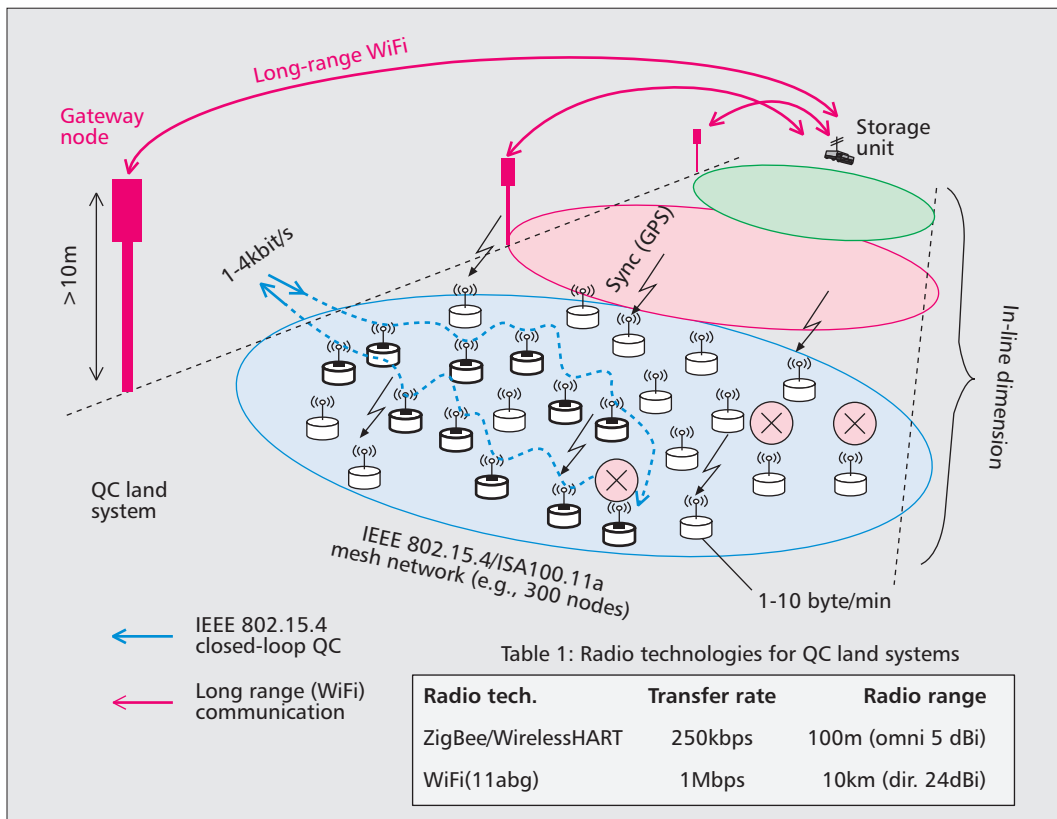 Long-range WiFi
Gateway
node
Storage
unit
>10m
1-4kbit/s
Sync (GPS)
In-line dimension
QC land
system
IEEE 802.15.4/ISA100.11a
mesh network (e.g., 300 nodes)
1-10 byte/min
IEEE 802.15.4
closed-loop QC
Long range (WiFi)
communication
Table 1: Radio technologies for QC land systems
Radio tech. Transfer rate Radio range
ZigBee/WirelessHART 250kbps 100m (omni 5 dBi)
WiFi(11abg) 1Mbps 10km (dir. 24dBi)